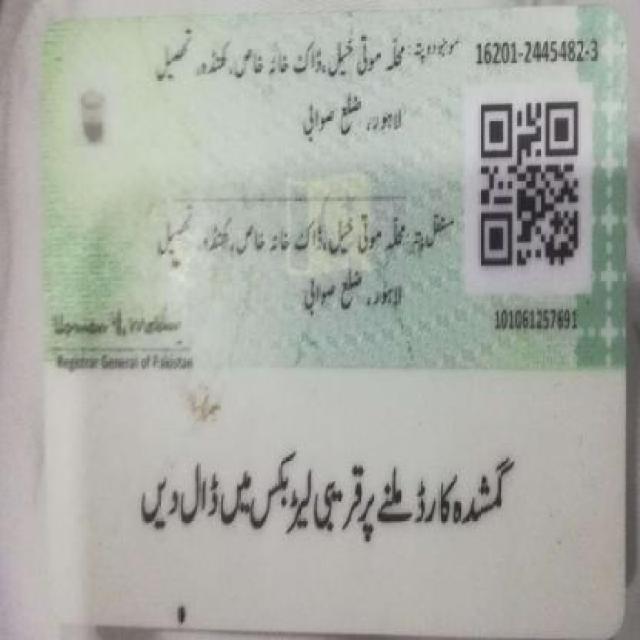 موجودہ پتہ: محلہ موتی خیل، ڈاک خانہ خاص، کھنڈہ، تحصیل
16201-2445482-3
لاہور، ضلع صوابی
مستقل پتہ: محلہ موتی خیل، ڈاک خانہ خاص، کھنڈہ، تحصیل
لاہور، ضلع صوابی
101061257691
Registrar General of Pakistan
گمشدہ کارڈ ملنے پر قریبی لیٹر بکس میں ڈال دیں